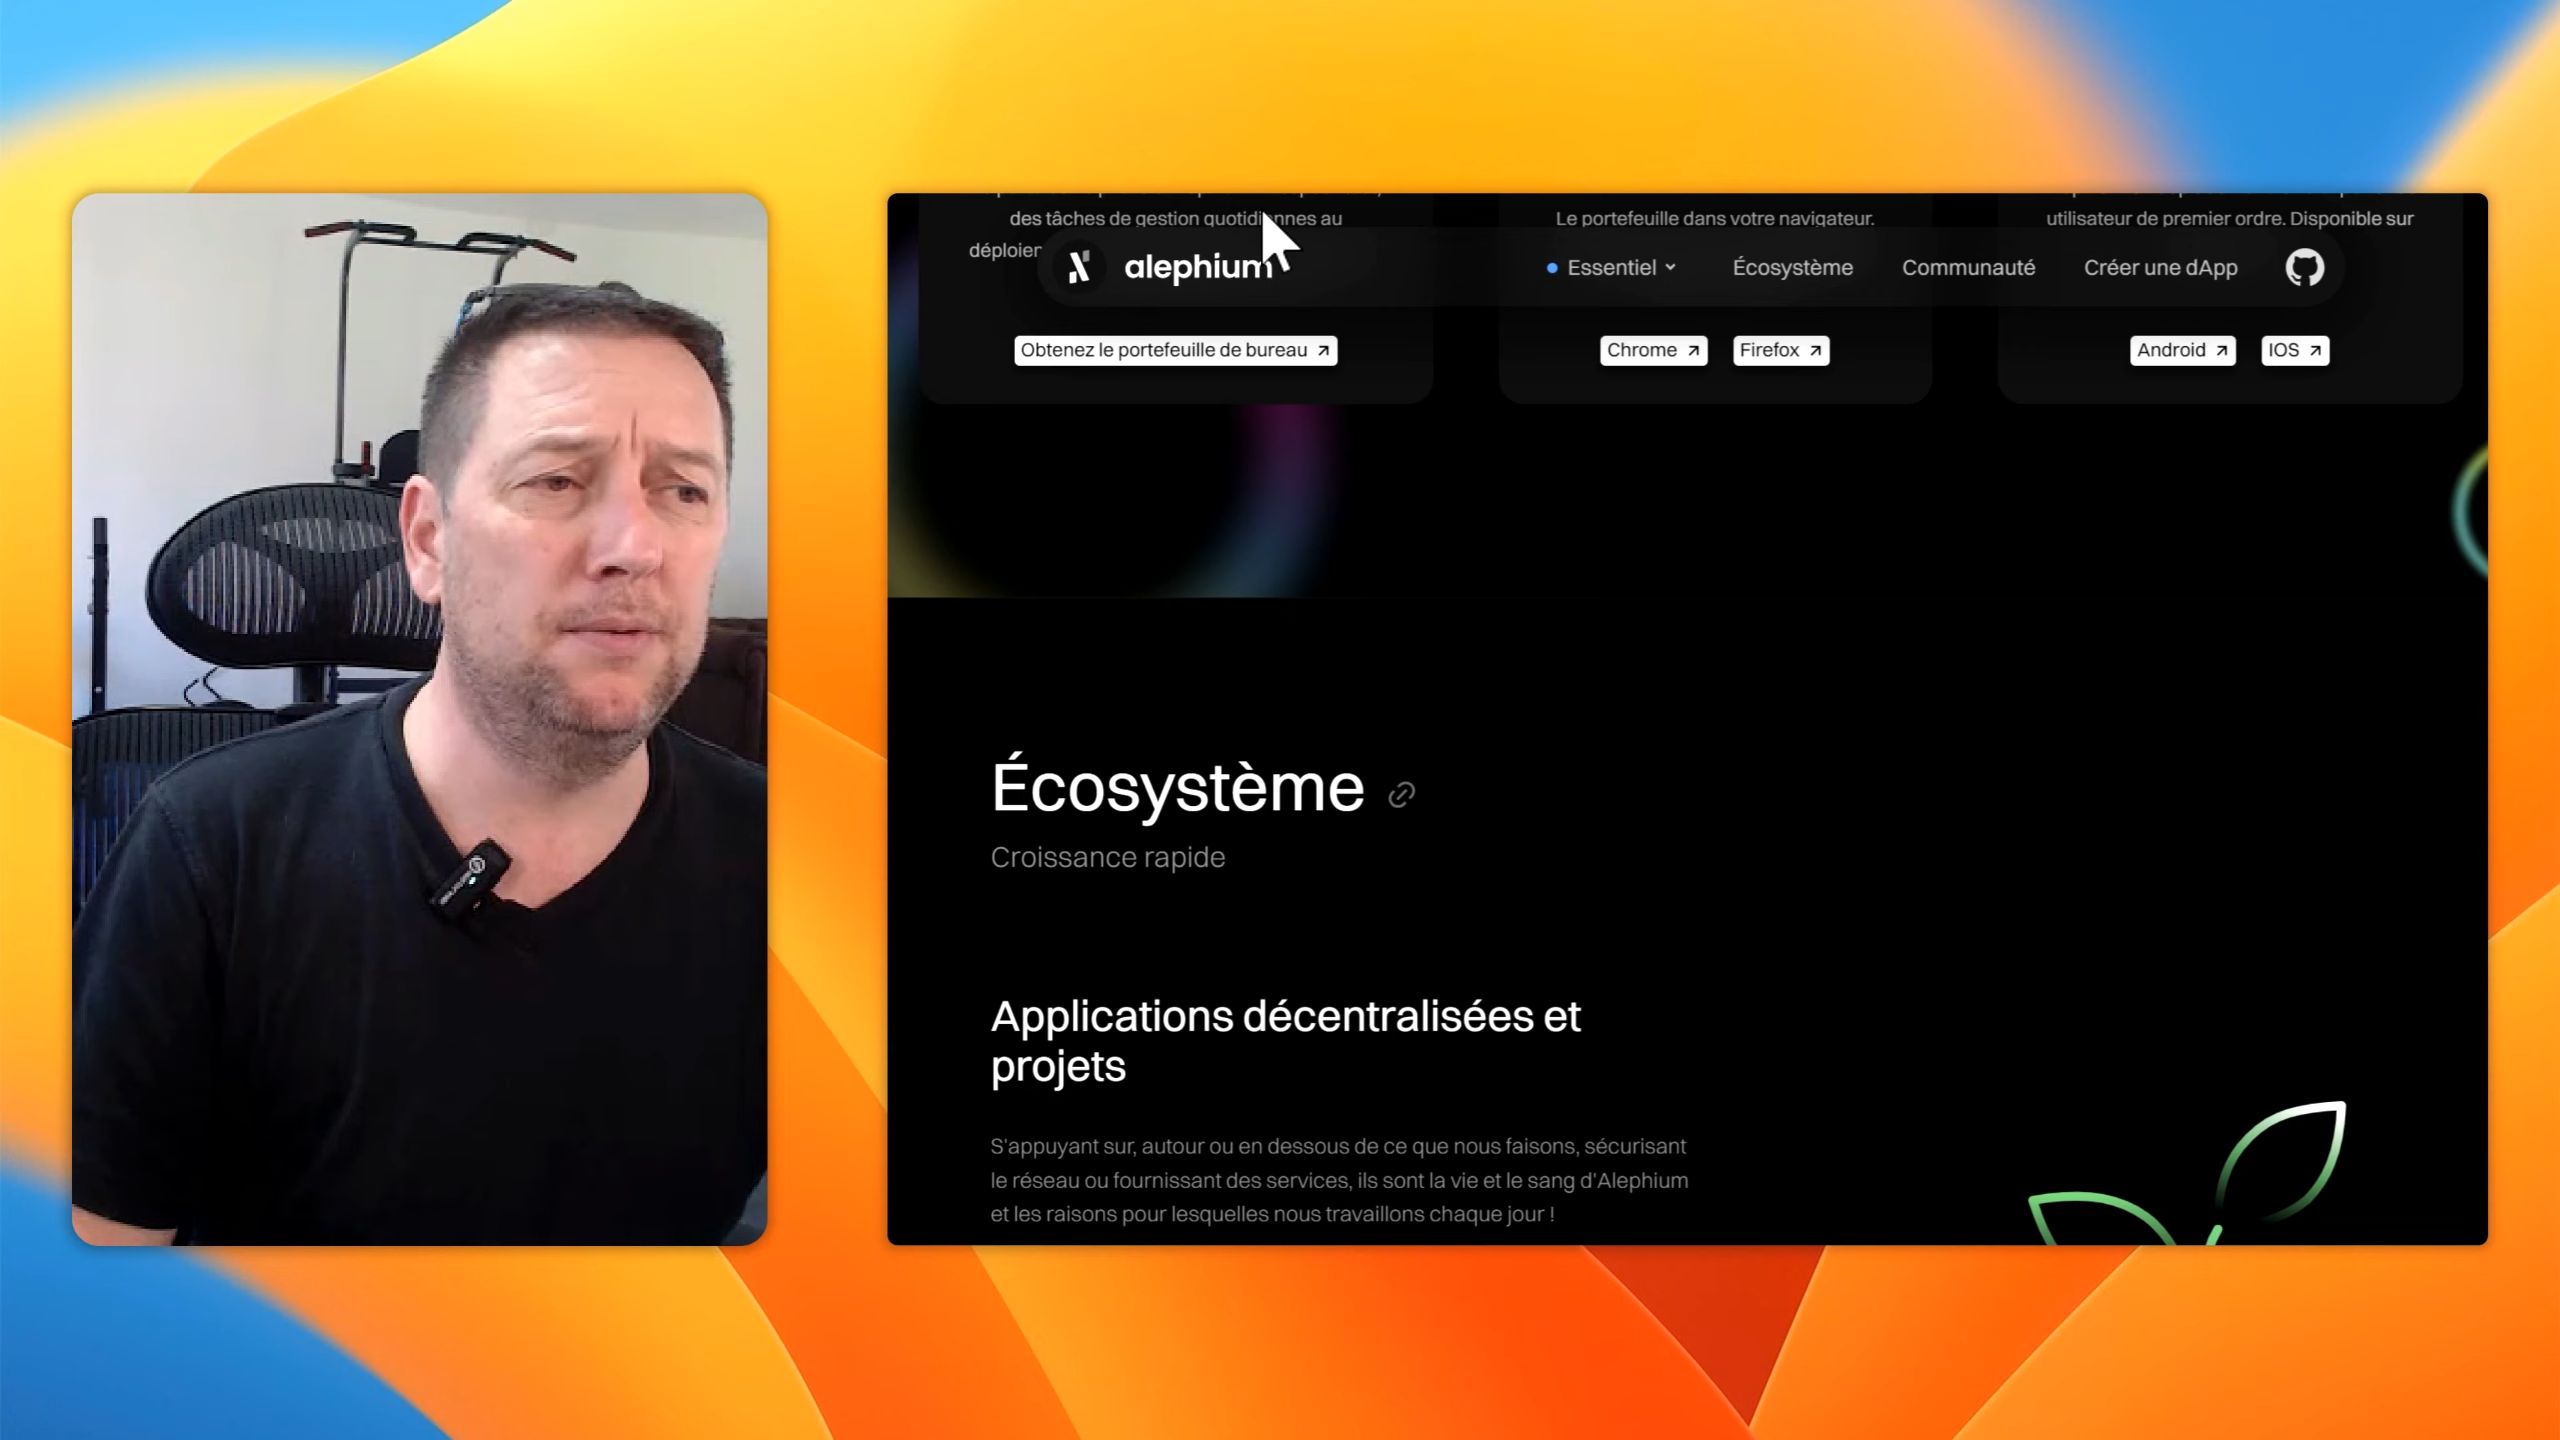 des tâches de gestion quotidiennes au
déploie
Le portefeuille dans votre navigateur.
utilisateur de premier ordre. Disponible sur
alephium
Essentiel
Écosystème
Communauté
Créer une dApp
Obtenez le portefeuille de bureau
Chrome
Firefox
Android
IOS
Écosystème
Croissance rapide
Applications décentralisées et
projets
S'appuyant sur, autour ou en dessous de ce que nous faisons, sécurisant
le réseau ou fournissant des services, ils sont la vie et le sang d'Alephium
et les raisons pour lesquelles nous travaillons chaque jour !